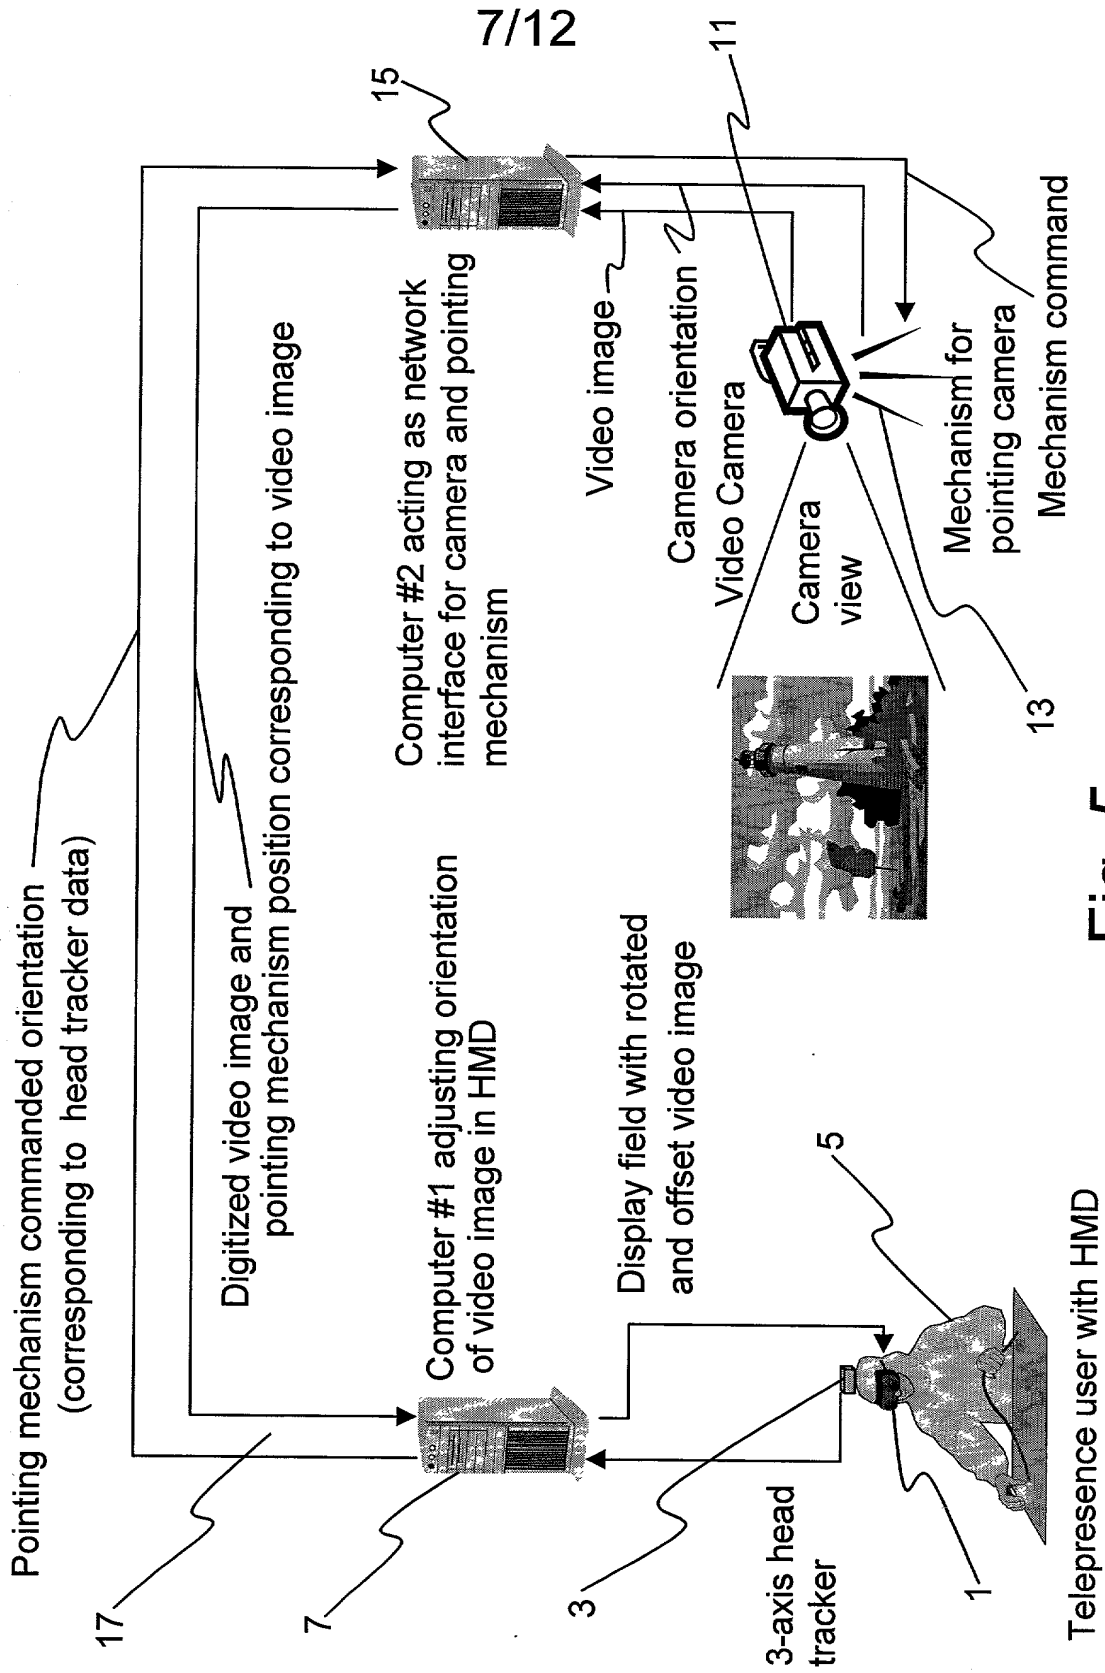 7/12
Pointing mechanism commanded orientation
(corresponding to head tracker data)
Digitized video image and
pointing mechanism position corresponding to video image
17
7
Computer #1 adjusting orientation
of video image in HMD
Computer #2 acting as network
interface for camera and pointing
mechanism
15
3
Display field with rotated
and offset video image
Video image
Camera orientation
Video Camera
11
3-axis head
tracker
5
Camera
view
1
Mechanism for
pointing camera
13
Mechanism command
Telepresence user with HMD